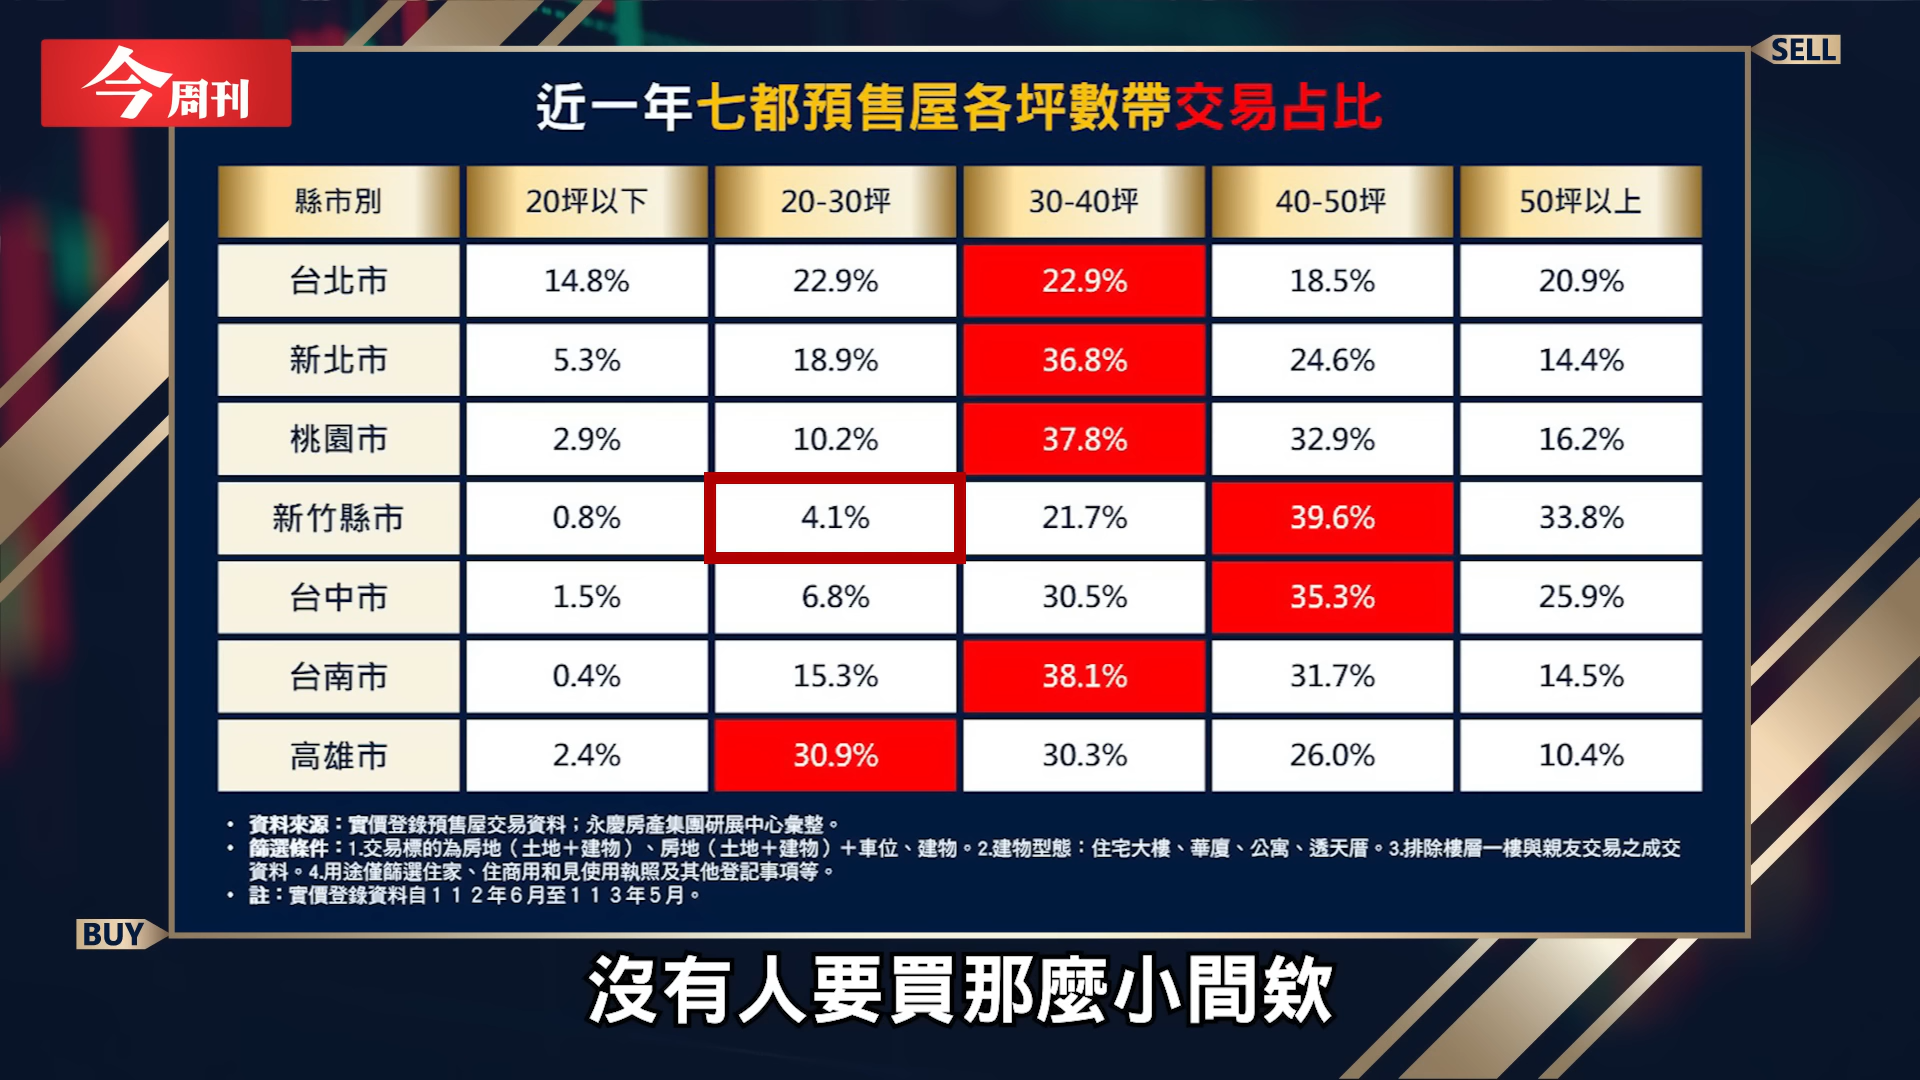 今周刊
SELL
近一年七都預售屋各坪數帶交易占比
縣市別 20坪以下 20-30坪 30-40坪 40-50坪 50坪以上
台北市 14.8% 22.9% 22.9% 18.5% 20.9%
新北市 5.3% 18.9% 36.8% 24.6% 14.4%
桃園市 2.9% 10.2% 37.8% 32.9% 16.2%
新竹縣市 0.8% 4.1% 21.7% 39.6% 33.8%
台中市 1.5% 6.8% 30.5% 35.3% 25.9%
台南市 0.4% 15.3% 38.1% 31.7% 14.5%
高雄市 2.4% 30.9% 30.3% 26.0% 10.4%
• 資料來源：實價登錄預售屋交易資料；永慶房產集團研展中心彙整。
• 篩選條件：1.交易標的為房地（土地＋建物）、房地（土地＋建物）＋車位、建物。2.建物型態：住宅大樓、華廈、公寓、透天厝。3.排除樓層一樓與親友交易之成交
資料。4.用途僅篩選住家、住商用和見使用執照及其他登記事項等。
• 註：實價登錄資料自１１２年６月至１１３年５月。
BUY
沒有人要買那麼小間欸